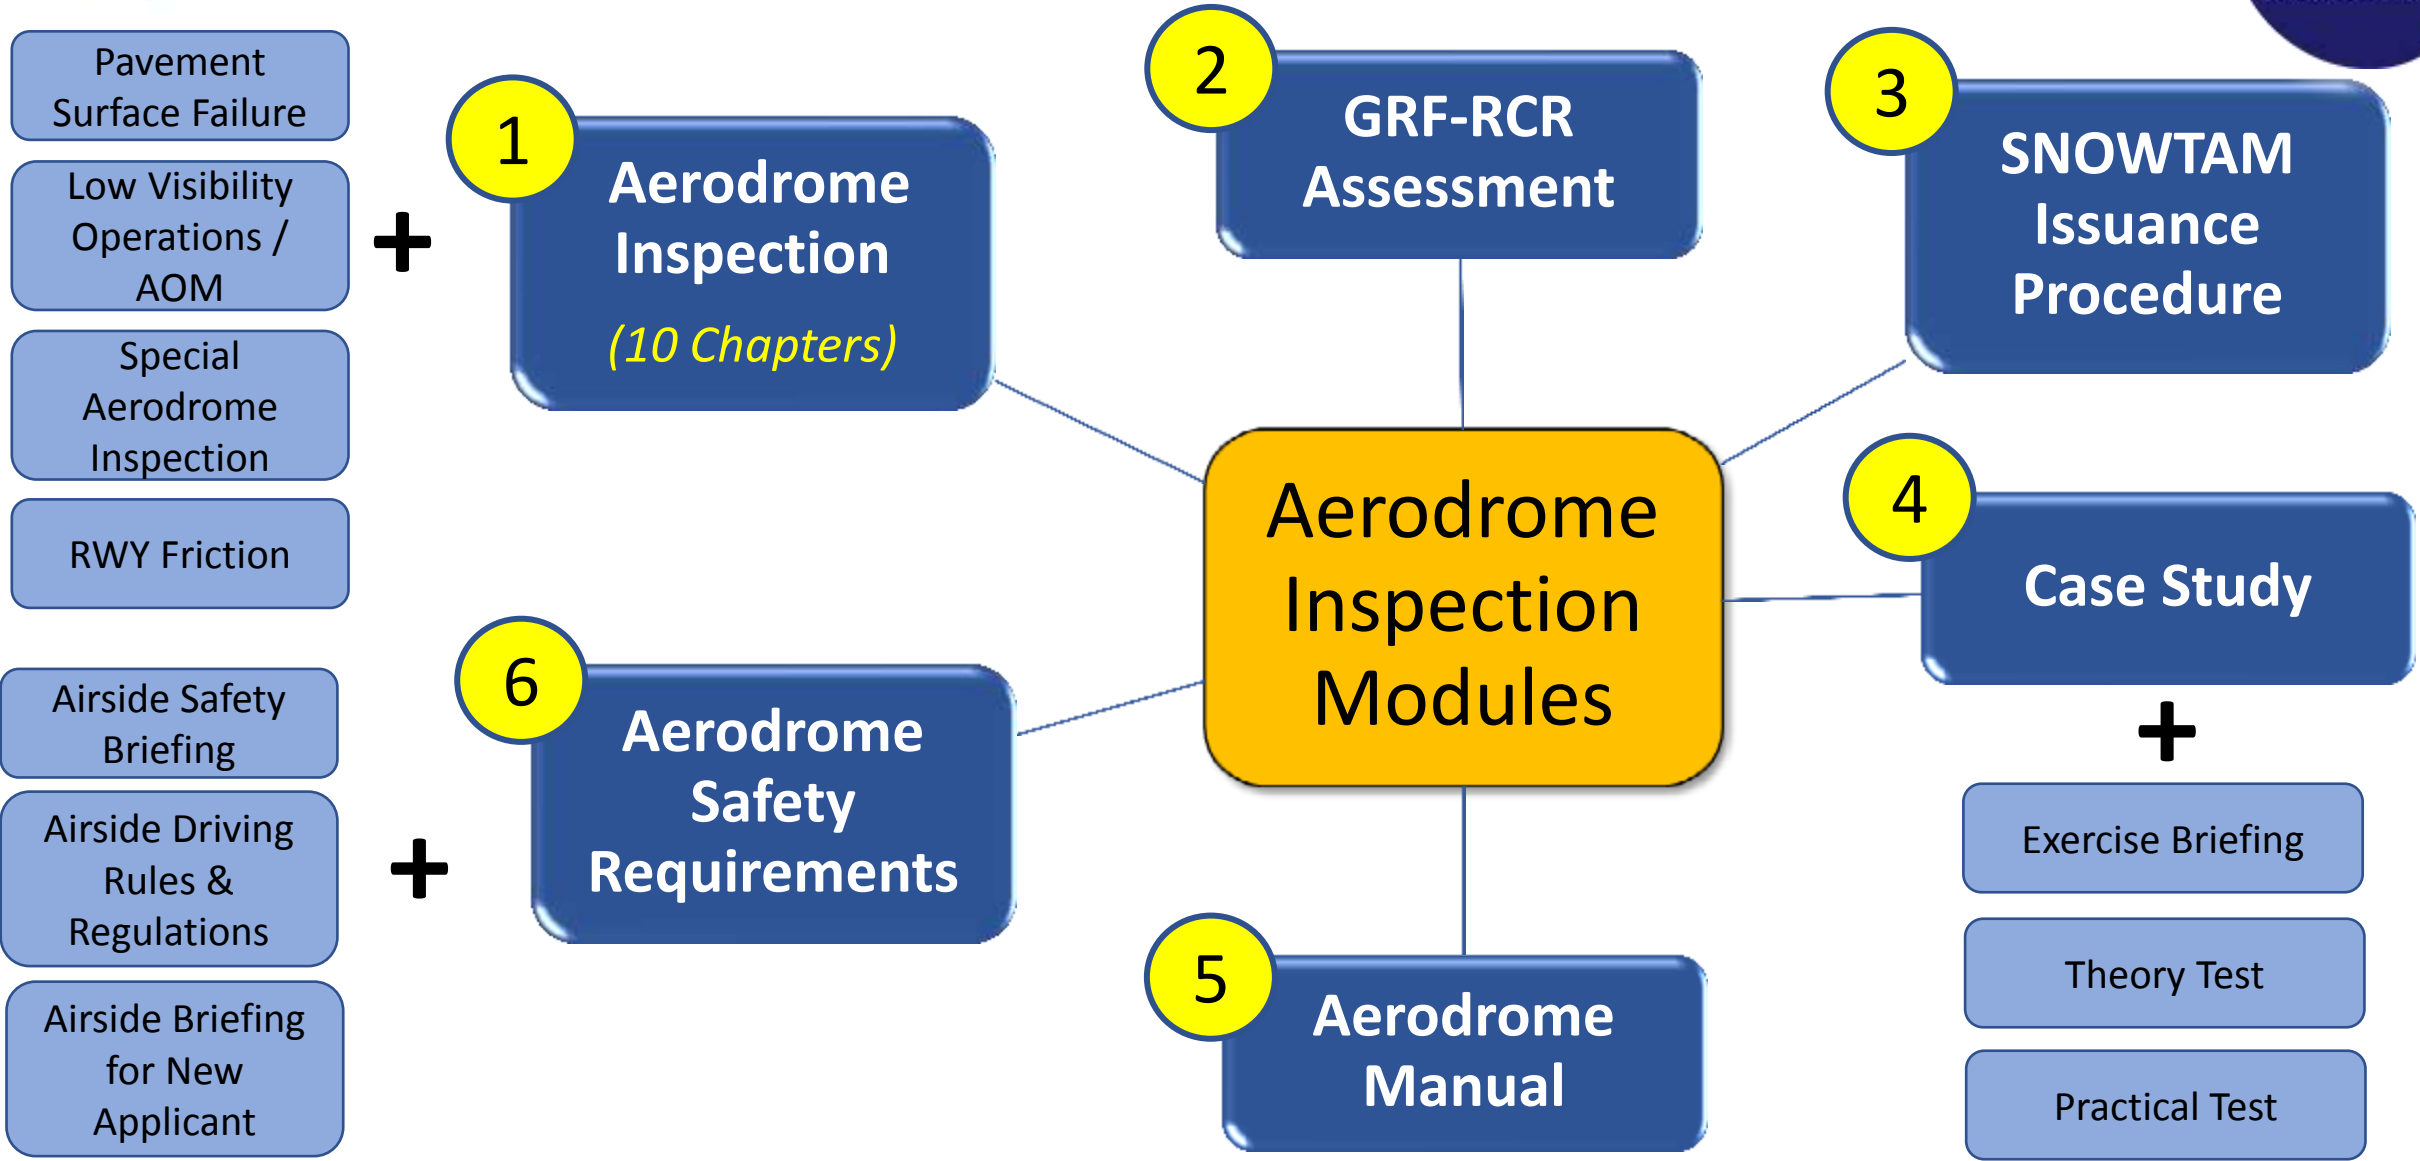 Pavement
Surface Failure
Low Visibility
Operations /
AOM
Special
Aerodrome
Inspection
RWY Friction
+
1
Aerodrome
Inspection
(10 Chapters)
2
GRF-RCR
Assessment
3
SNOWTAM
Issuance
Procedure
Aerodrome
Inspection
Modules
4
Case Study
+
Exercise Briefing
Theory Test
Practical Test
5
Aerodrome
Manual
6
Aerodrome
Safety
Requirements
+
Airside Safety
Briefing
Airside Driving
Rules &
Regulations
Airside Briefing
for New
Applicant